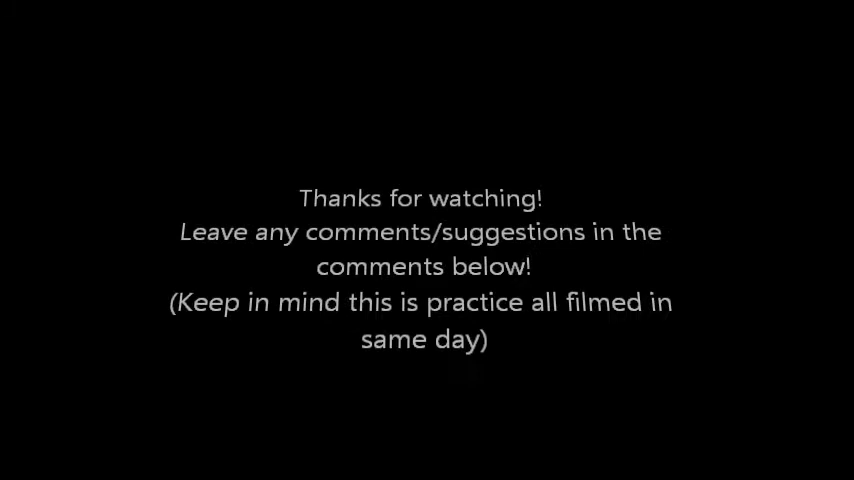 Thanks for watching!
Leave any comments/suggestions in the
comments below!
(Keep in mind this is practice all filmed in
same day)